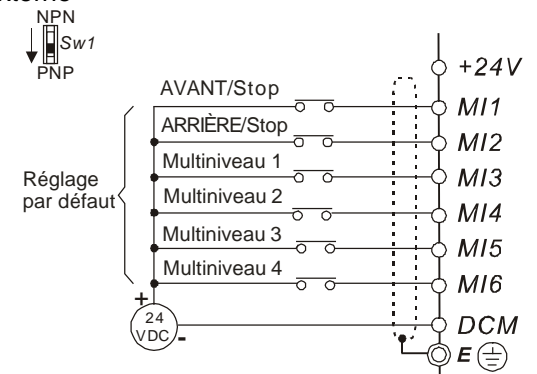 NPN
Sw1
PNP
+24V
AVANT/Stop
MI1
ARRIÈRE/Stop
MI2
Multiniveau 1
MI3
Réglage
par défaut
Multiniveau 2
MI4
Multiniveau 3
MI5
Multiniveau 4
MI6
+
24
VDC
-
DCM
E